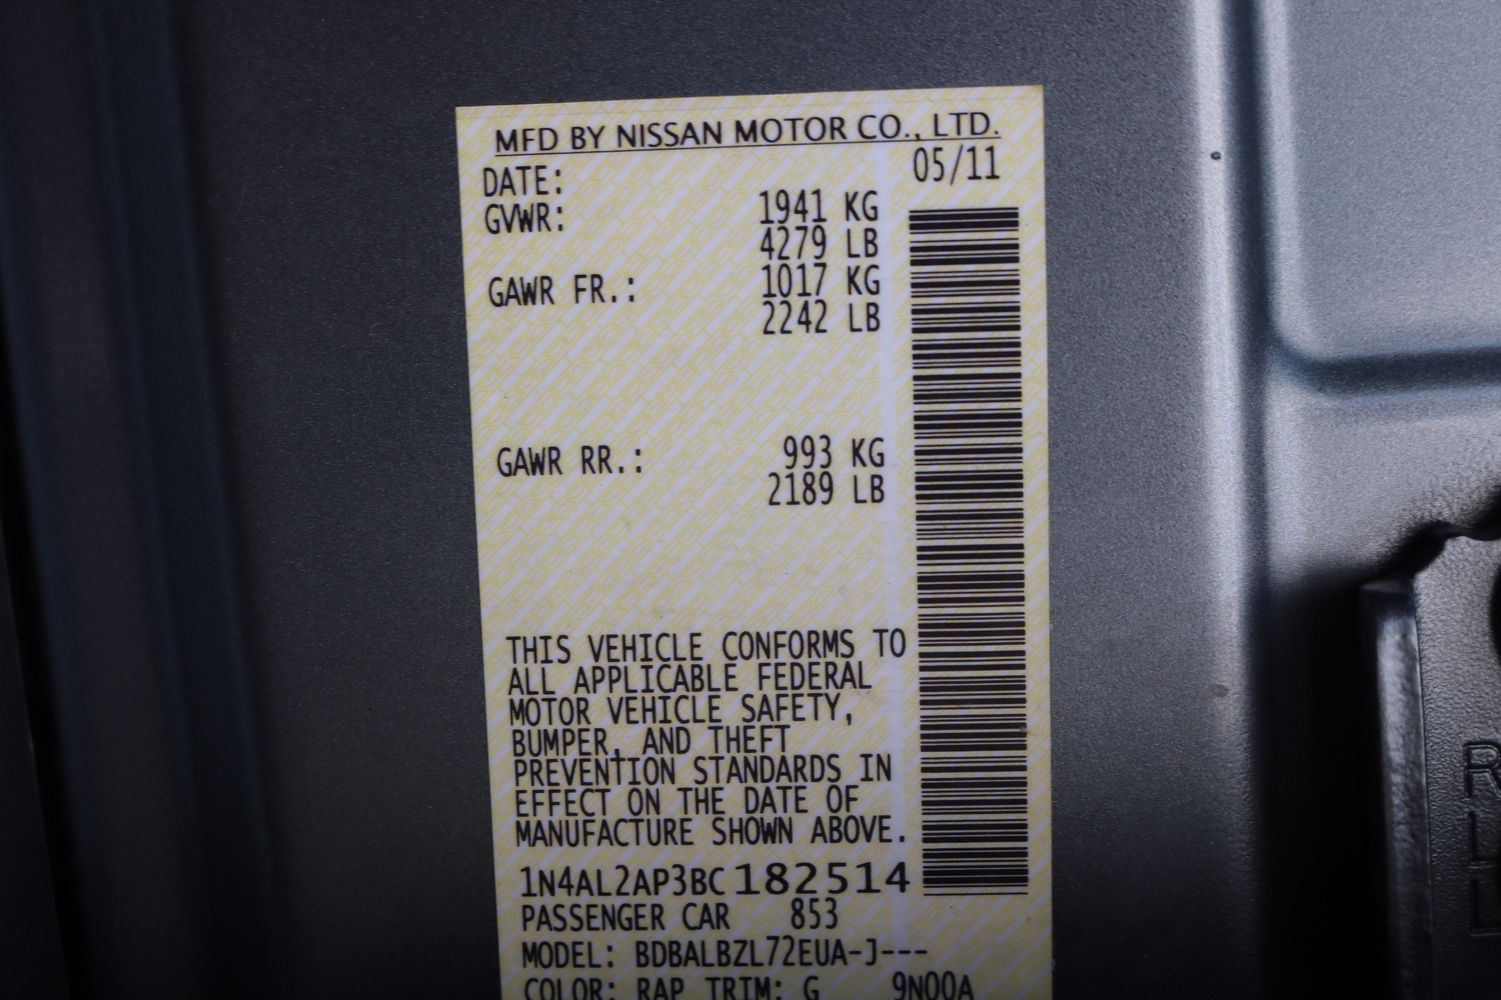 MFD BY NISSAN MOTOR CO., LTD.
DATE: 05/11
GVWR: 1941 KG
4279 LB
GAWR FR.: 1017 KG
2242 LB
GAWR RR.: 993 KG
2189 LB
THIS VEHICLE CONFORMS TO
ALL APPLICABLE FEDERAL
MOTOR VEHICLE SAFETY,
BUMPER, AND THEFT
PREVENTION STANDARDS IN
EFFECT ON THE DATE OF
MANUFACTURE SHOWN ABOVE.
1N4AL2AP3BC182514
PASSENGER CAR 853
MODEL: BDBALBZL72EUA-J---
COLOR: RAP TRIM: G 9N00A